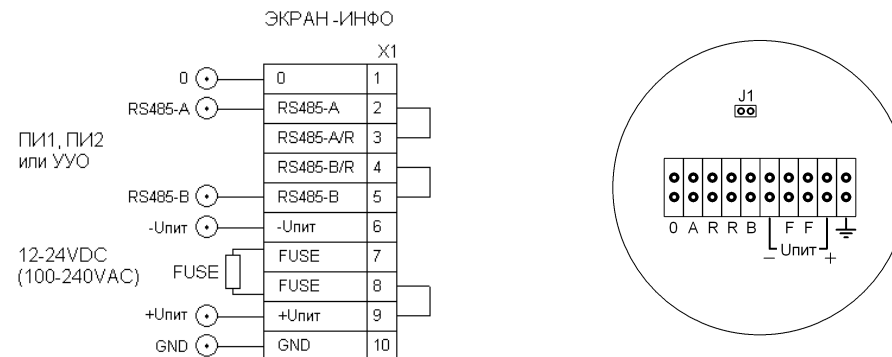 ЭКРАН-ИНФО
X1
0 0 1
RS485-A RS485-A 2
RS485-A/R 3
ПИ1, ПИ2
или УУО
RS485-B/R 4
RS485-B RS485-B 5
-Uпит -Uпит 6
12-24VDC
(100-240VAC)
FUSE
FUSE 7
FUSE 8
+Uпит +Uпит 9
GND GND 10
J1
0 A R R B F F
– Uпит +